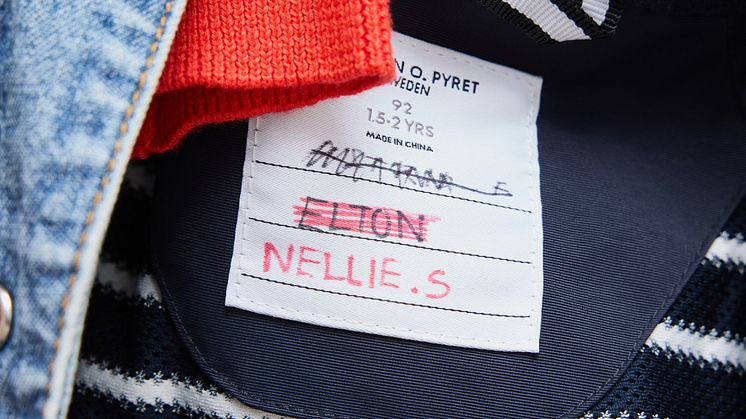 N O. PYRET
WEDEN
92
1.5-2 YRS
MADE IN CHINA
E
ELTON
NELLIE.S